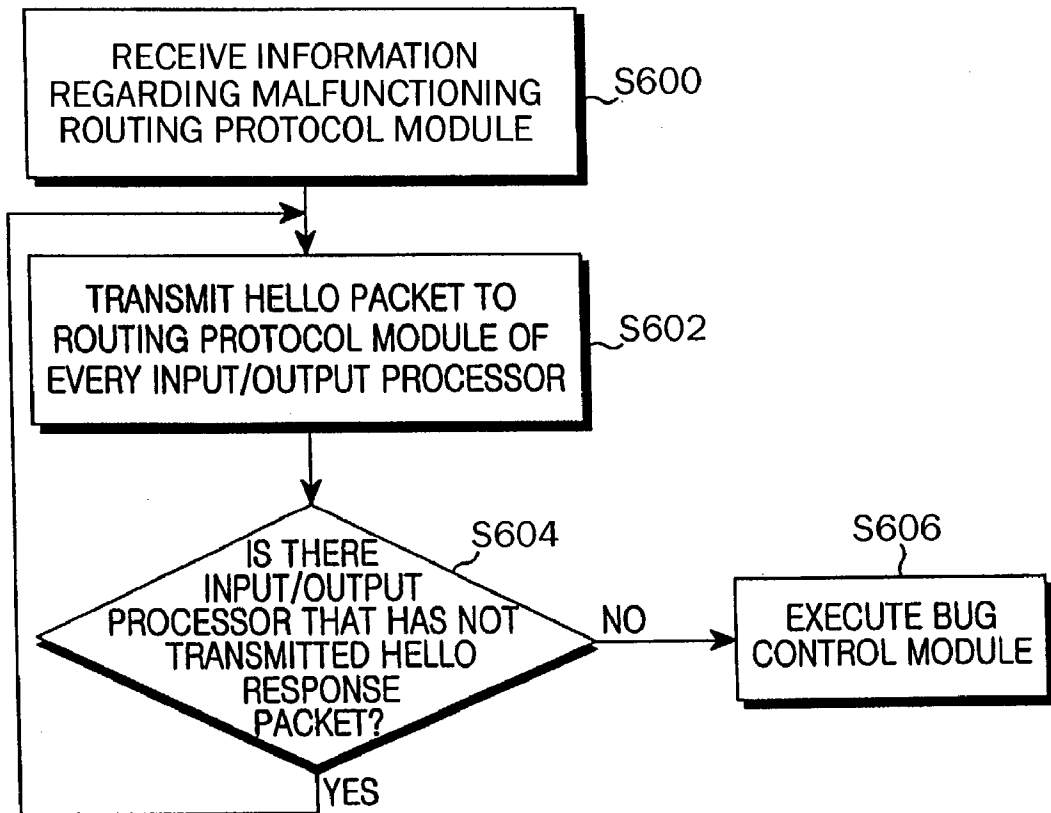 RECEIVE INFORMATION
REGARDING MALFUNCTIONING
ROUTING PROTOCOL MODULE
S600
TRANSMIT HELLO PACKET TO
ROUTING PROTOCOL MODULE OF
EVERY INPUT/OUTPUT PROCESSOR
S602
S604
IS THERE
INPUT/OUTPUT
PROCESSOR THAT HAS NOT
TRANSMITTED HELLO
RESPONSE
PACKET?
NO
YES
S606
EXECUTE BUG
CONTROL MODULE